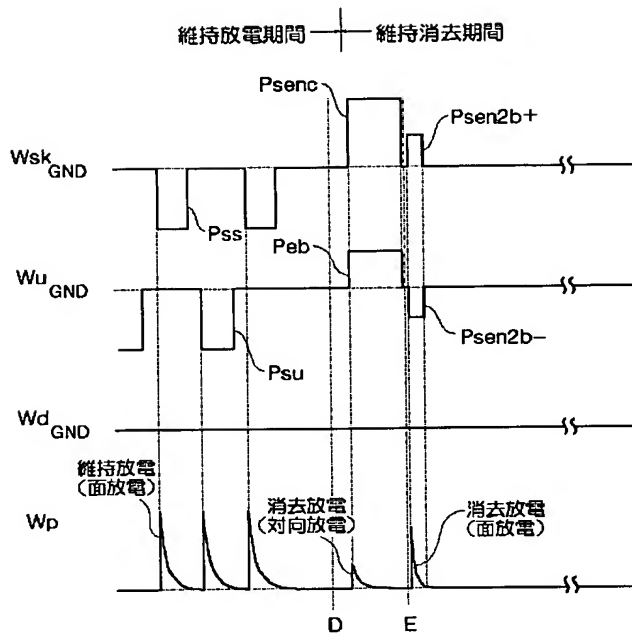 維持放電期間 維持消去期間
Psenc
Psen2b+
Wsk GND
Pss
Peb
Wu GND
Psen2b-
Psu
Wd GND
維持放電
(面放電)
消去放電
(対向放電)
消去放電
(面放電)
Wp
D E